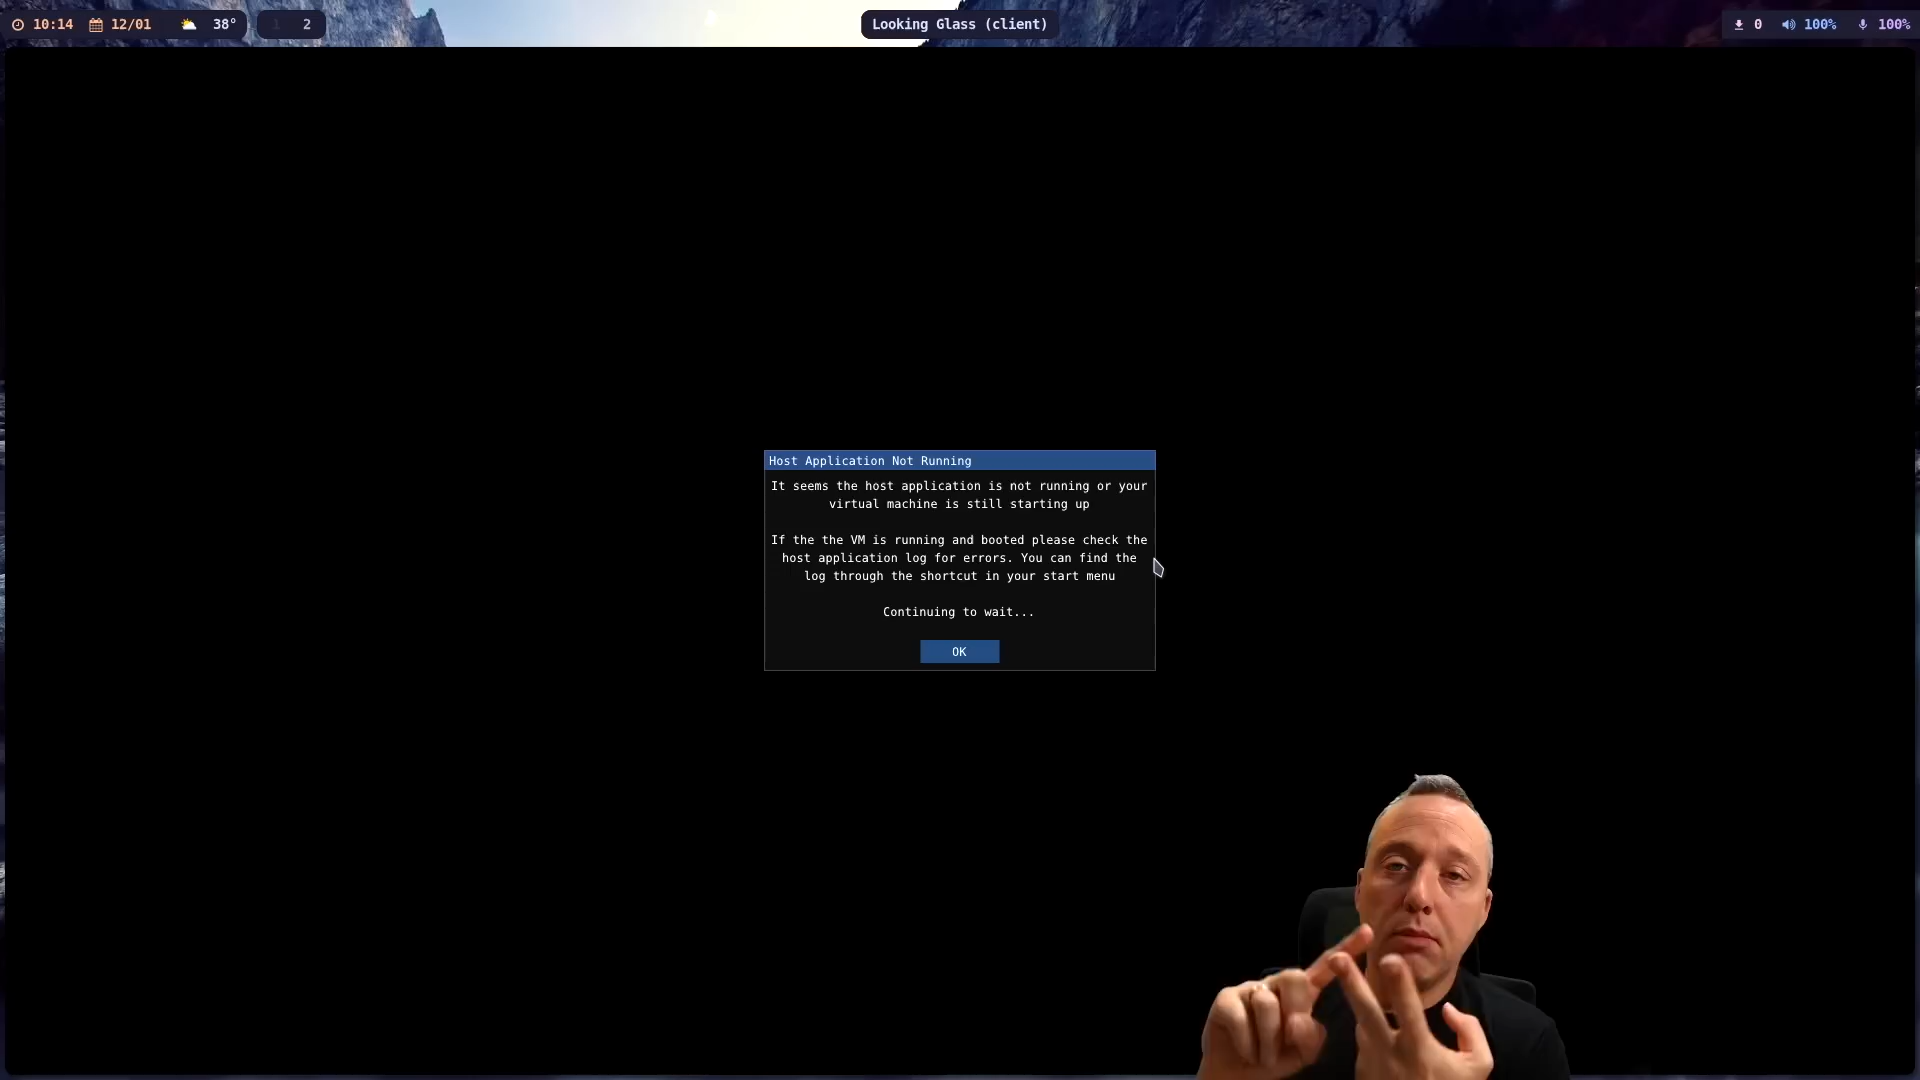 10:14 12/01 38° 1 2 Looking Glass (client) 0 100% 100%
Host Application Not Running
It seems the host application is not running or your
virtual machine is still starting up
If the the VM is running and booted please check the
host application log for errors. You can find the
log through the shortcut in your start menu
Continuing to wait...
OK